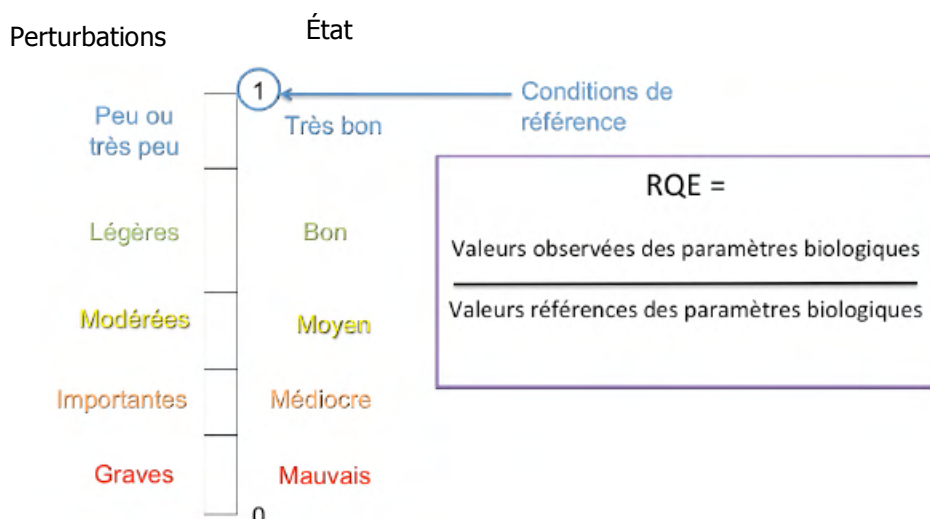 Perturbations
État
1
Conditions de
référence
Peu ou
très peu
Très bon
RQE =
Légères
Bon
Valeurs observées des paramètres biologiques
Valeurs références des paramètres biologiques
Modérées
Moyen
Importantes
Médiocre
Graves
Mauvais
0